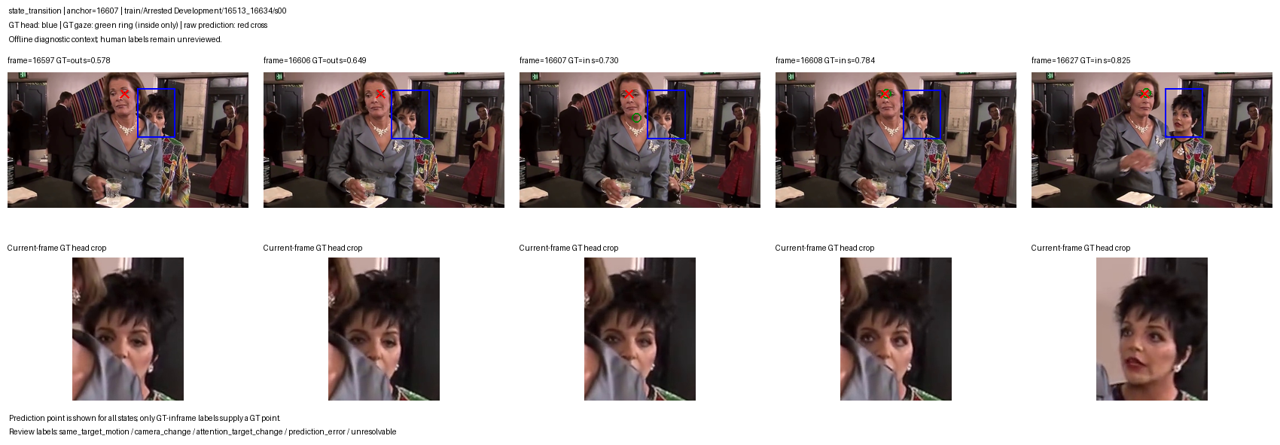 state_transition | anchor=16607 | train/Arrested Development/16513_16634/s00
GT head: blue | GT gaze: green ring (inside only) | raw prediction: red cross
Offline diagnostic context; human labels remain unreviewed.
frame=16597 GT=out s=0.578
frame=16606 GT=out s=0.649
frame=16607 GT=in s=0.730
frame=16608 GT=in s=0.784
frame=16627 GT=in s=0.825
Current-frame GT head crop
Current-frame GT head crop
Current-frame GT head crop
Current-frame GT head crop
Current-frame GT head crop
Prediction point is shown for all states; only GT-inframe labels supply a GT point
Review labels: same_target_motion / camera_change / attention_target_change / prediction_error / unresolvable